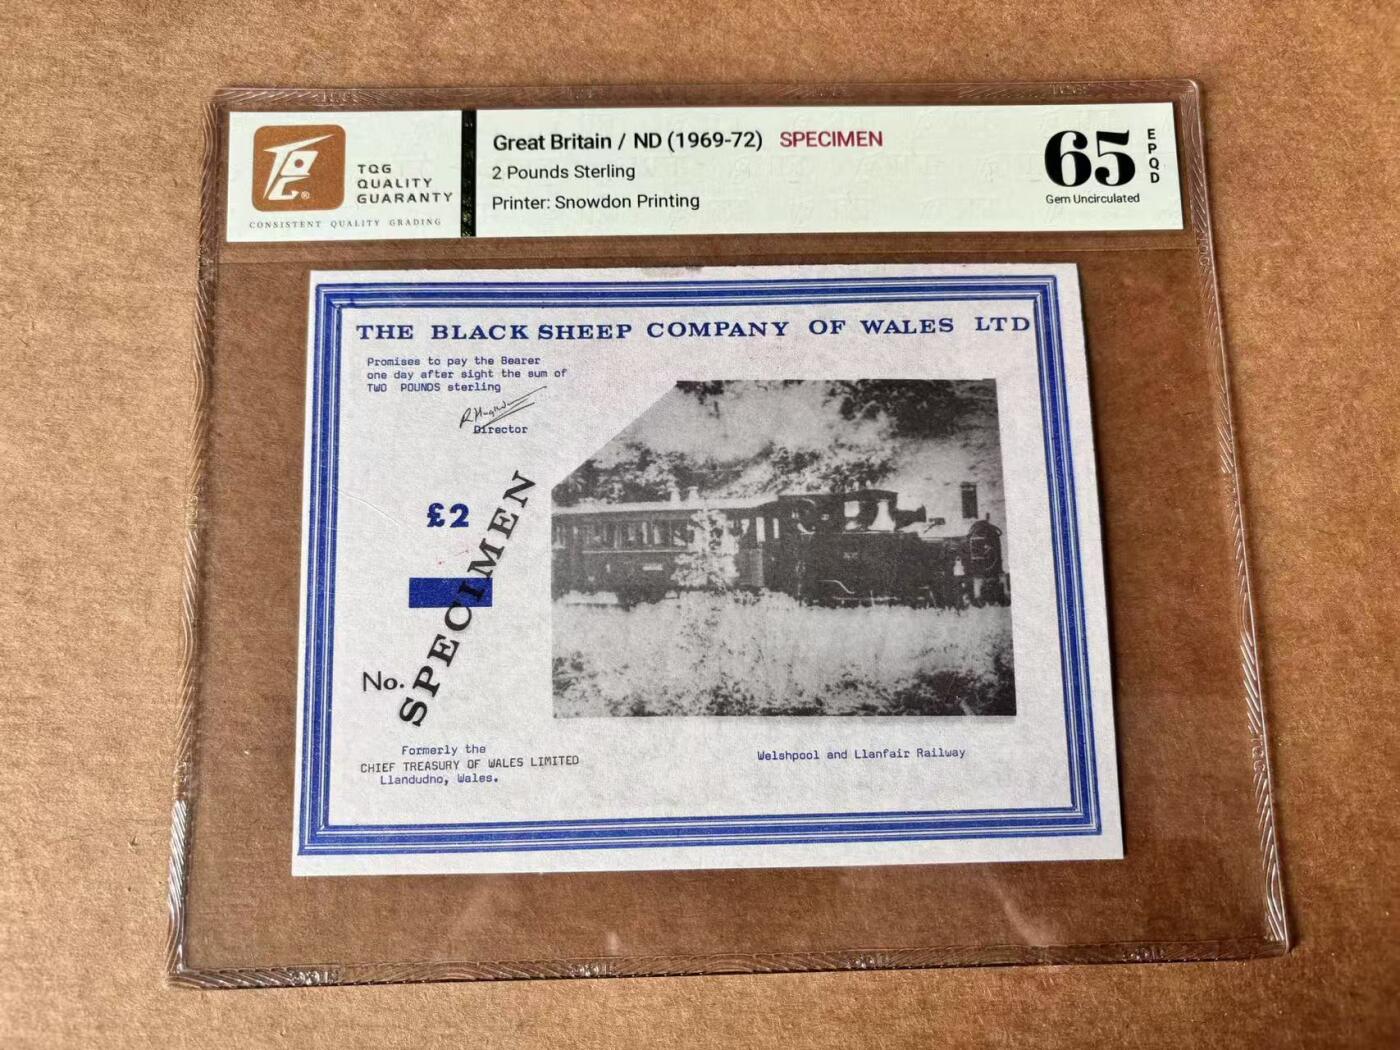 TQG
QUALITY
GUARANTY
CONSISTENT QUALITY GRADING
Great Britain / ND (1969-72) SPECIMEN
2 Pounds Sterling
Printer: Snowdon Printing
65
EPQD
Gem Uncirculated
THE BLACK SHEEP COMPANY OF WALES LTD
Promises to pay the Bearer
one day after sight the sum of
TWO POUNDS sterling
Director
£2
SPECIMEN
No.
Formerly the
CHIEF TREASURY OF WALES LIMITED
Llandudno, Wales.
Welshpool and Llanfair Railway